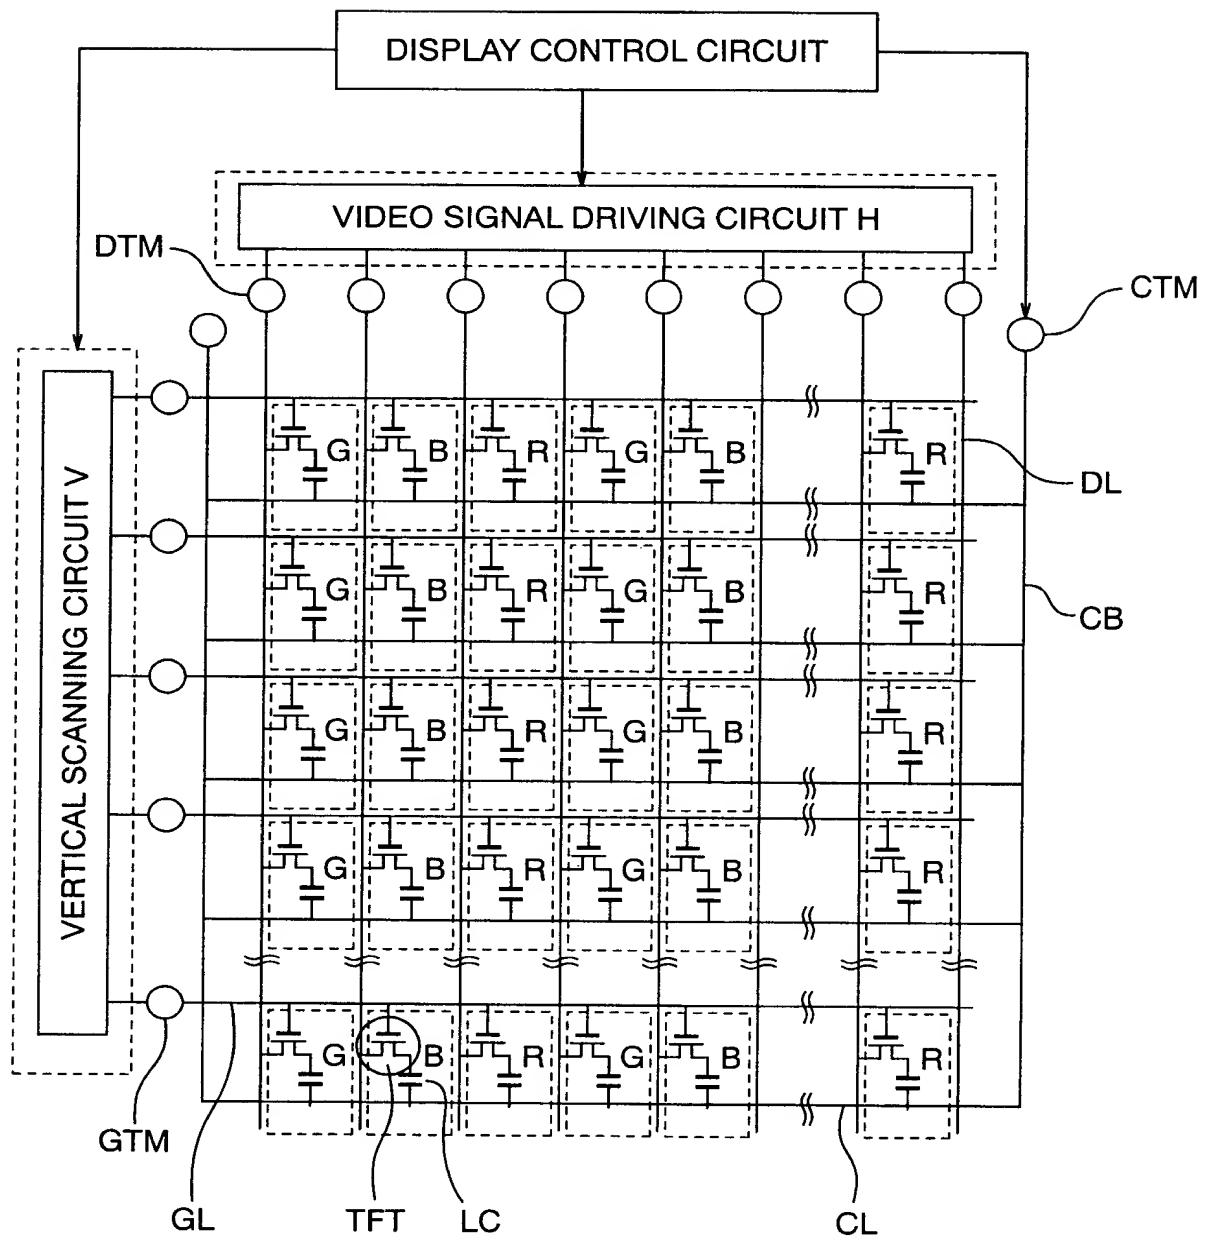 DISPLAY CONTROL CIRCUIT
VIDEO SIGNAL DRIVING CIRCUIT H
DTM
CTM
VERTICAL SCANNING CIRCUIT V
G B R G B R
DL
G B R G B R
CB
G B R G B R
G B R G B R
G B R G B R
GTM
GL
TFT
LC
CL